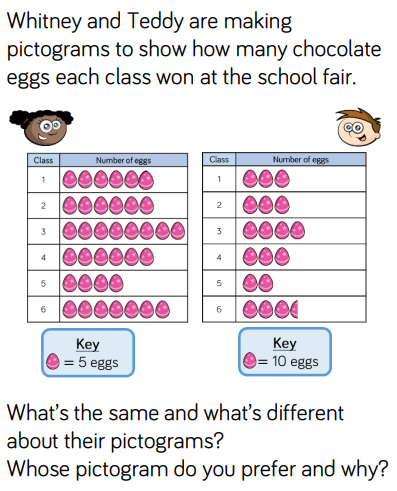 Whitney and Teddy are making
pictograms to show how many chocolate
eggs each class won at the school fair.
Class Number of eggs
1
2
3
4
5
6
Key
= 5 eggs
Class Number of eggs
1
2
3
4
5
6
Key
= 10 eggs
What's the same and what's different
about their pictograms?
Whose pictogram do you prefer and why?